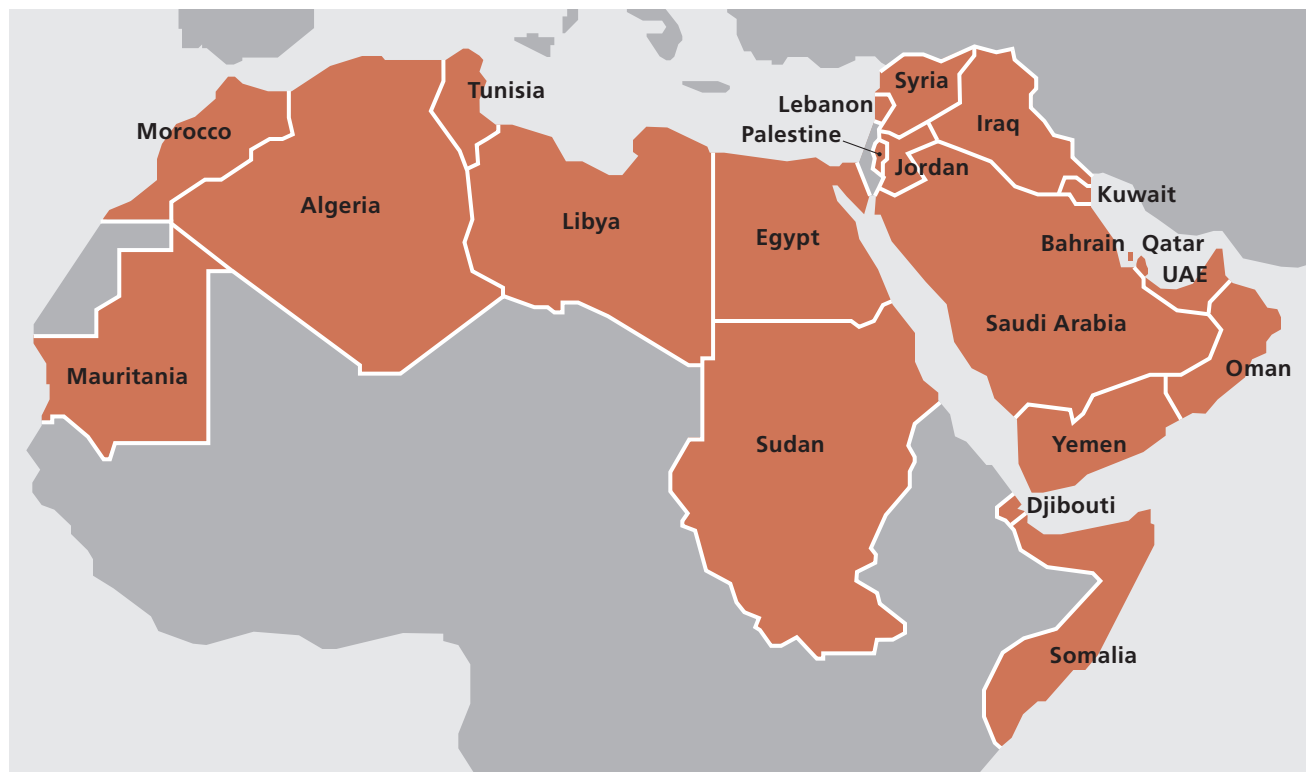 Syria
Tunisia
Lebanon
Iraq
Morocco
Palestine
Jordan
Kuwait
Algeria
Libya
Egypt
Bahrain
Qatar
UAE
Saudi Arabia
Oman
Mauritania
Sudan
Yemen
Djibouti
Somalia